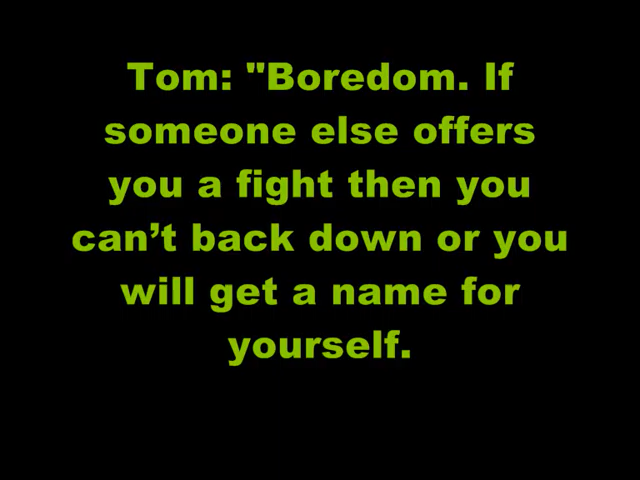 Tom: "Boredom. If
someone else offers
you a fight then you
can’t back down or you
will get a name for
yourself.